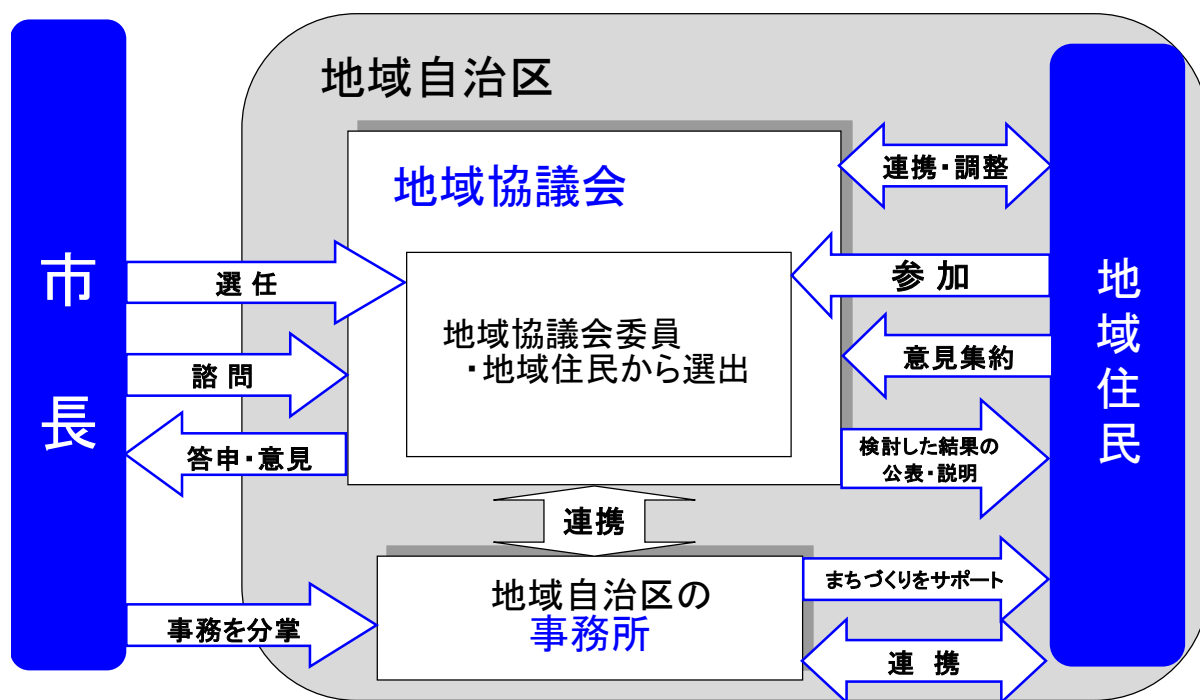 地域自治区
市長
地域協議会
連携・調整
選任
参加
地域協議会委員
・地域住民から選出
地域住民
諮問
意見集約
答申・意見
検討した結果の
公表・説明
連携
地域自治区の
事務所
まちづくりをサポート
事務を分掌
連携